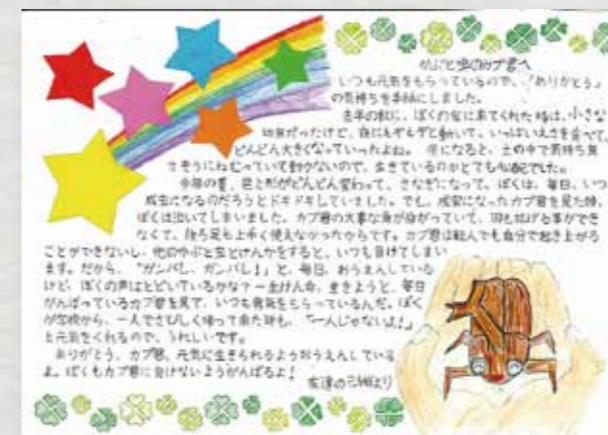 かぶと虫のカブ君へ
いつも元気をもらっているので、「ありがとう」
の気持ちを手紙にしました。
去年の秋に、ぼくの家に来てくれた時は、小さな
幼虫だったけど、夜にもぞもぞと動いて、いっぱいえさを食べて、
どんどん大きくなっていったよね。冬になると、土の中で気持ち良
さそうにねむっていて動かないので、生きているのかとても心配でした。
今年の夏、色と形がどんどん変わって、さなぎになって。ぼくは、毎日、いつ
成虫になるのだろうとドキドキしていました。でも、成虫になったカブ君を見た時、
ぼくは泣いてしまいました。カブ君の大事な角が曲がっていて、羽も拡げる事ができ
なくて、後ろ足も上手く使えなかったからです。カブ君は転んでも自分で起き上がる
ことができないし、他のかぶと虫とけんかをすると、いつも負けてしまい
ます。だから、"ガンバレ、ガンバレ!"と、毎日、おうえんしている
けど、ぼくの声はとどいているかな?一生けん命、生きようと、毎日
がんばっているカブ君を見て、いつも勇気をもらっているんだ。ぼく
が学校から、一人でさびしく帰って来た時も、「一人じゃないよ!」
と元気をくれるので、うれしいです。
ありがとう、カブ君。元気に生きられるようおうえんしている
よ。ぼくもカブ君に負けないようがんばるよ!
友達の
より